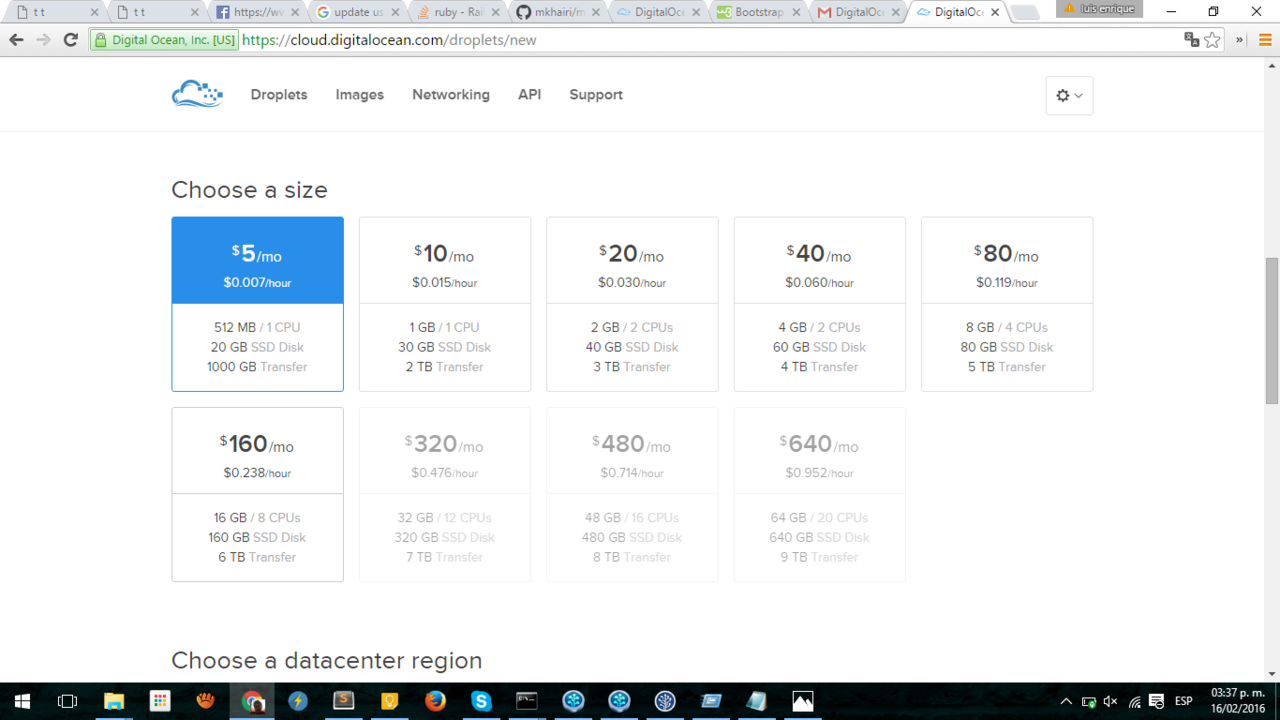 t t
t t
https://wv
update us
ruby - Rai
mkhairi/m
DigitalOce
Bootstrap
DigitalOce
DigitalOce
luis enrique
Digital Ocean, Inc. [US] https://cloud.digitalocean.com/droplets/new
Droplets Images Networking API Support
Choose a size
$5/mo
$0.007/hour
512 MB / 1 CPU
20 GB SSD Disk
1000 GB Transfer
$10/mo
$0.015/hour
1 GB / 1 CPU
30 GB SSD Disk
2 TB Transfer
$20/mo
$0.030/hour
2 GB / 2 CPUs
40 GB SSD Disk
3 TB Transfer
$40/mo
$0.060/hour
4 GB / 2 CPUs
60 GB SSD Disk
4 TB Transfer
$80/mo
$0.119/hour
8 GB / 4 CPUs
80 GB SSD Disk
5 TB Transfer
$160/mo
$0.238/hour
16 GB / 8 CPUs
160 GB SSD Disk
6 TB Transfer
$320/mo
$0.476/hour
32 GB / 12 CPUs
320 GB SSD Disk
7 TB Transfer
$480/mo
$0.714/hour
48 GB / 16 CPUs
480 GB SSD Disk
8 TB Transfer
$640/mo
$0.952/hour
64 GB / 20 CPUs
640 GB SSD Disk
9 TB Transfer
Choose a datacenter region
ESP
03:37 p. m.
16/02/2016